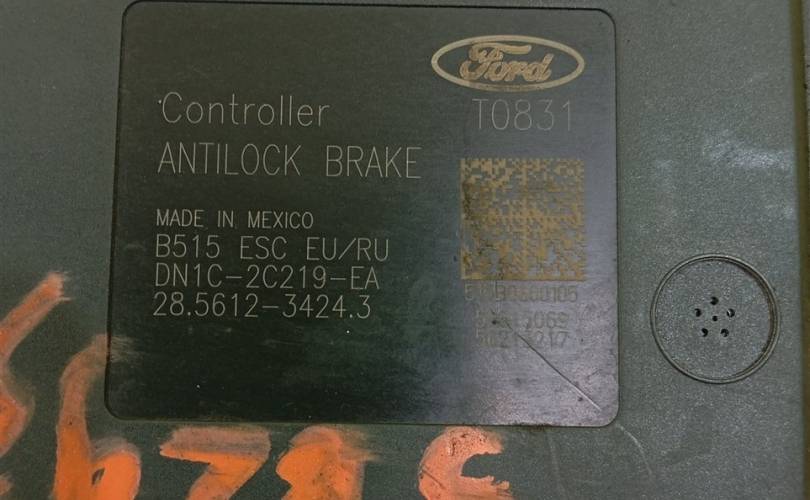 Ford
Controller T0831
ANTILOCK BRAKE
MADE IN MEXICO
B515 ESC EU/RU
DN1C-2C219-EA
28.5612-3424.3